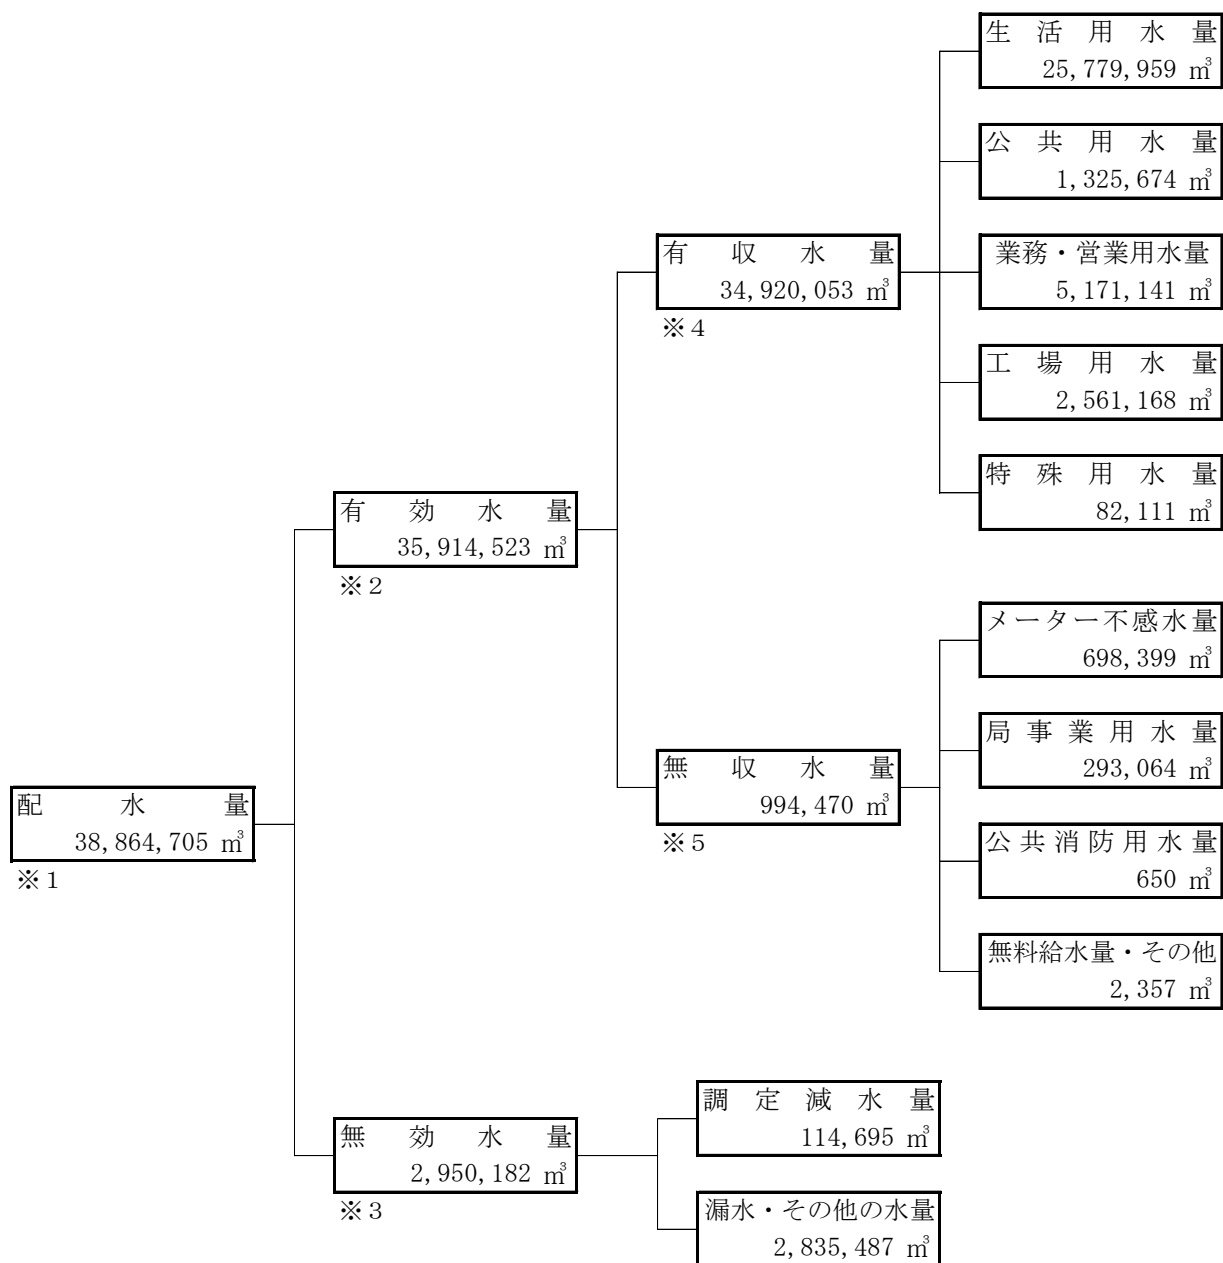 生活用水量
25,779,959 ㎥
公共用水量
1,325,674 ㎥
業務・営業用水量
5,171,141 ㎥
有収水量
34,920,053 ㎥
※４
工場用水量
2,561,168 ㎥
特殊用水量
82,111 ㎥
有効水量
35,914,523 ㎥
※２
メーター不感水量
698,399 ㎥
局事業用水量
293,064 ㎥
無収水量
994,470 ㎥
※５
配水量
38,864,705 ㎥
※１
公共消防用水量
650 ㎥
無料給水量・その他
2,357 ㎥
調定減水量
114,695 ㎥
無効水量
2,950,182 ㎥
※３
漏水・その他の水量
2,835,487 ㎥